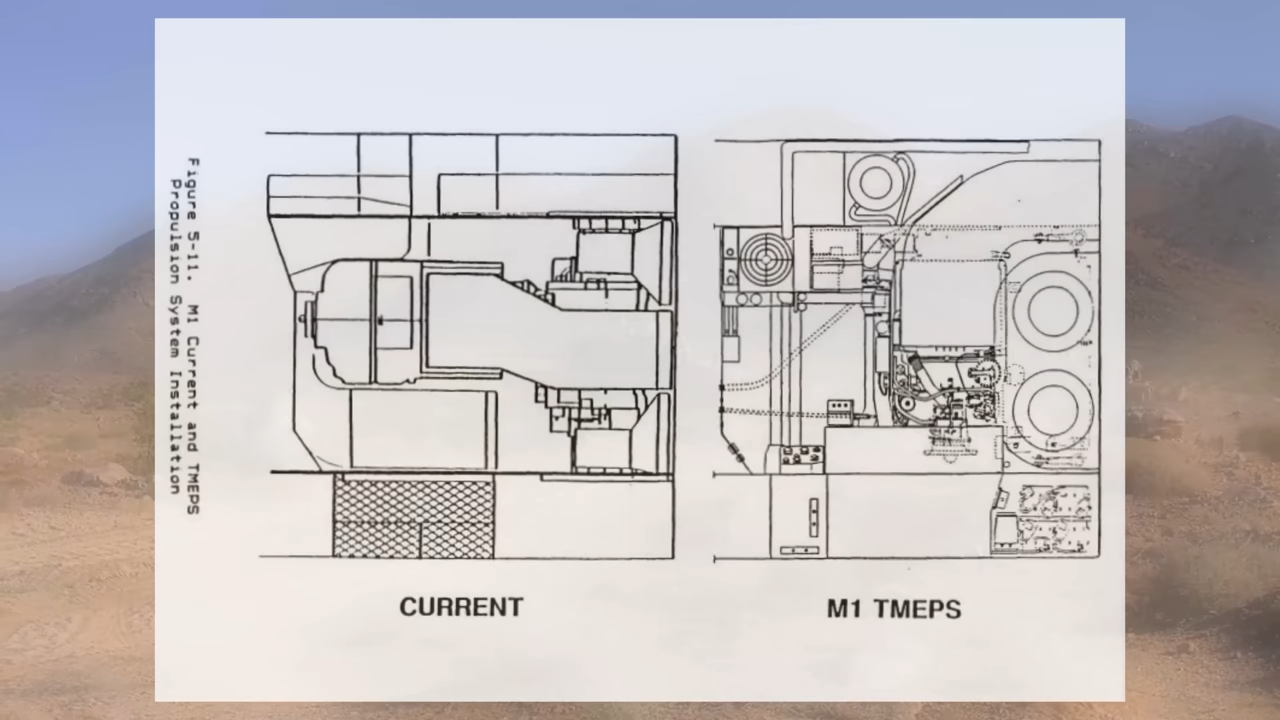 Figure 5-11. M1 Current and TMEPS
Propulsion System Installation
CURRENT
M1 TMEPS